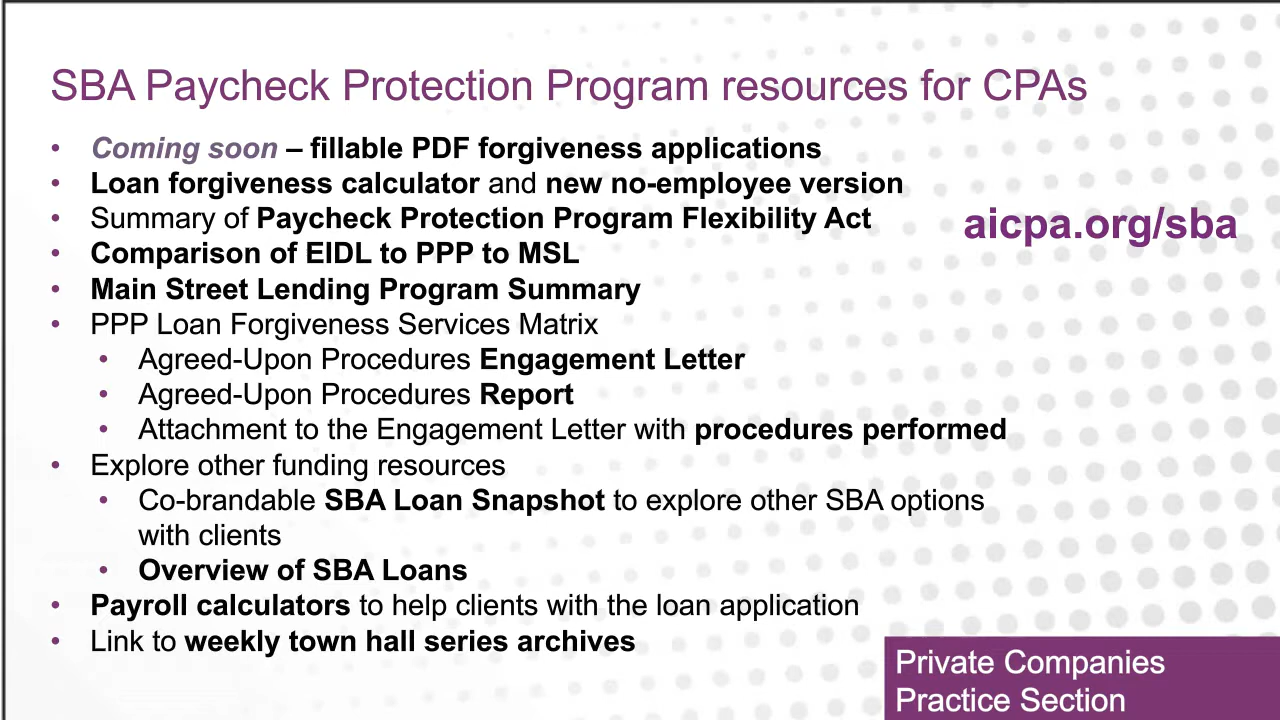 SBA Paycheck Protection Program resources for CPAs
• Coming soon – fillable PDF forgiveness applications
• Loan forgiveness calculator and new no-employee version
• Summary of Paycheck Protection Program Flexibility Act
aicpa.org/sba
• Comparison of EIDL to PPP to MSL
• Main Street Lending Program Summary
• PPP Loan Forgiveness Services Matrix
• Agreed-Upon Procedures Engagement Letter
• Agreed-Upon Procedures Report
• Attachment to the Engagement Letter with procedures performed
• Explore other funding resources
• Co-brandable SBA Loan Snapshot to explore other SBA options
with clients
• Overview of SBA Loans
• Payroll calculators to help clients with the loan application
• Link to weekly town hall series archives
Private Companies
Practice Section